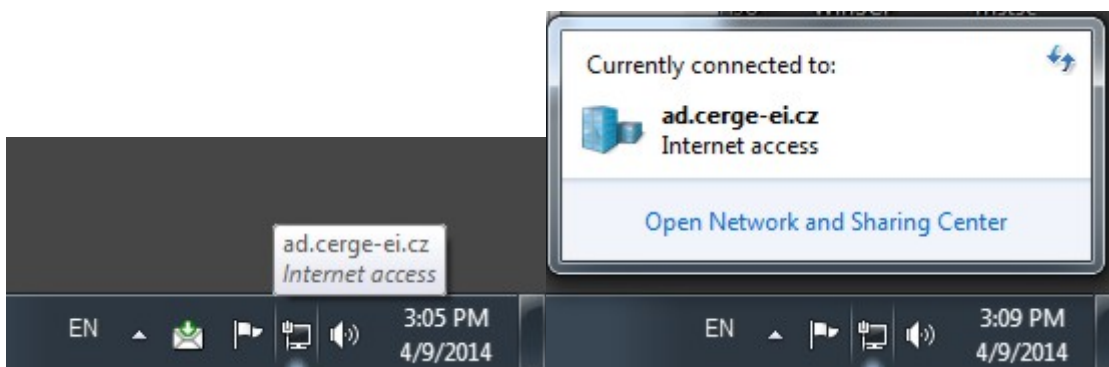 ad.cerge-ei.cz
Internet access
EN
3:05 PM
4/9/2014
Currently connected to:
ad.cerge-ei.cz
Internet access
Open Network and Sharing Center
EN
3:09 PM
4/9/2014